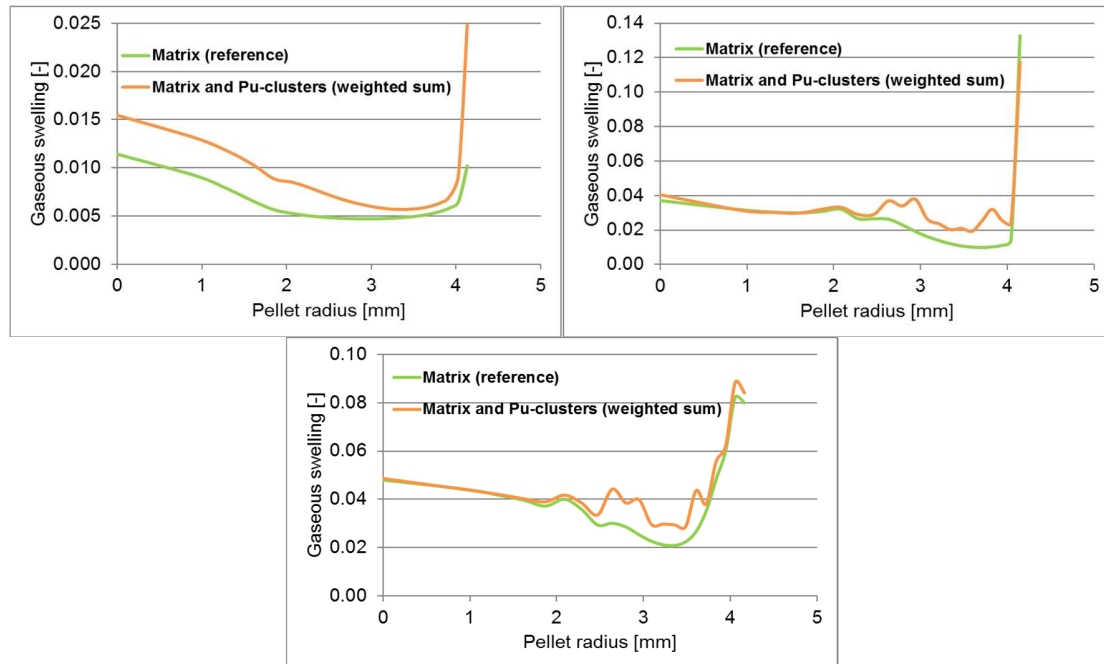 0.025
0.020
0.015
0.010
0.005
0.000
Gaseous swelling [-]
Matrix (reference)
Matrix and Pu-clusters (weighted sum)
0 1 2 3 4 5
Pellet radius [mm]
0.14
0.12
0.10
0.08
0.06
0.04
0.02
0.00
Gaseous swelling [-]
Matrix (reference)
Matrix and Pu-clusters (weighted sum)
0 1 2 3 4 5
Pellet radius [mm]
0.10
0.08
0.06
0.04
0.02
0.00
Gaseous swelling [-]
Matrix (reference)
Matrix and Pu-clusters (weighted sum)
0 1 2 3 4 5
Pellet radius [mm]